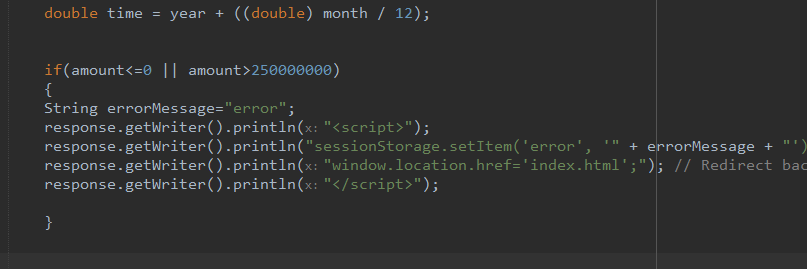 double time = year + ((double) month / 12);
if(amount<=0 || amount>250000000)
{
String errorMessage="error";
response.getWriter().println( x: "<script>");
response.getWriter().println("sessionStorage.setItem('error', '" + errorMessage + "')
response.getWriter().println( x: "window.location.href='index.html';"); // Redirect
response.getWriter().println( x: "</script>");
}